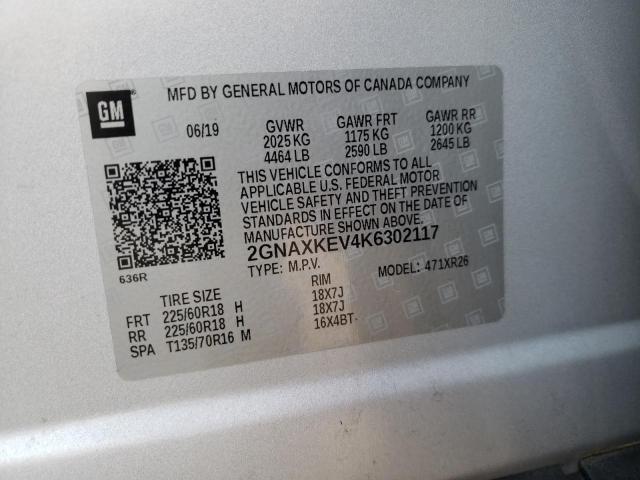 GM
MFD BY GENERAL MOTORS OF CANADA COMPANY
06/19 GVWR GAWR FRT GAWR RR
2025 KG 1175 KG 1200 KG
4464 LB 2590 LB 2645 LB
THIS VEHICLE CONFORMS TO ALL
APPLICABLE U.S. FEDERAL MOTOR
VEHICLE SAFETY AND THEFT PREVENTION
STANDARDS IN EFFECT ON THE DATE OF
MANUFACTURE SHOWN ABOVE.
2GNAXKEV4K6302117
636R
TYPE: M.P.V. MODEL: 471XR26
TIRE SIZE RIM
FRT 225/60R18 H 18X7J
RR 225/60R18 H 18X7J
SPA T135/70R16 M 16X4BT